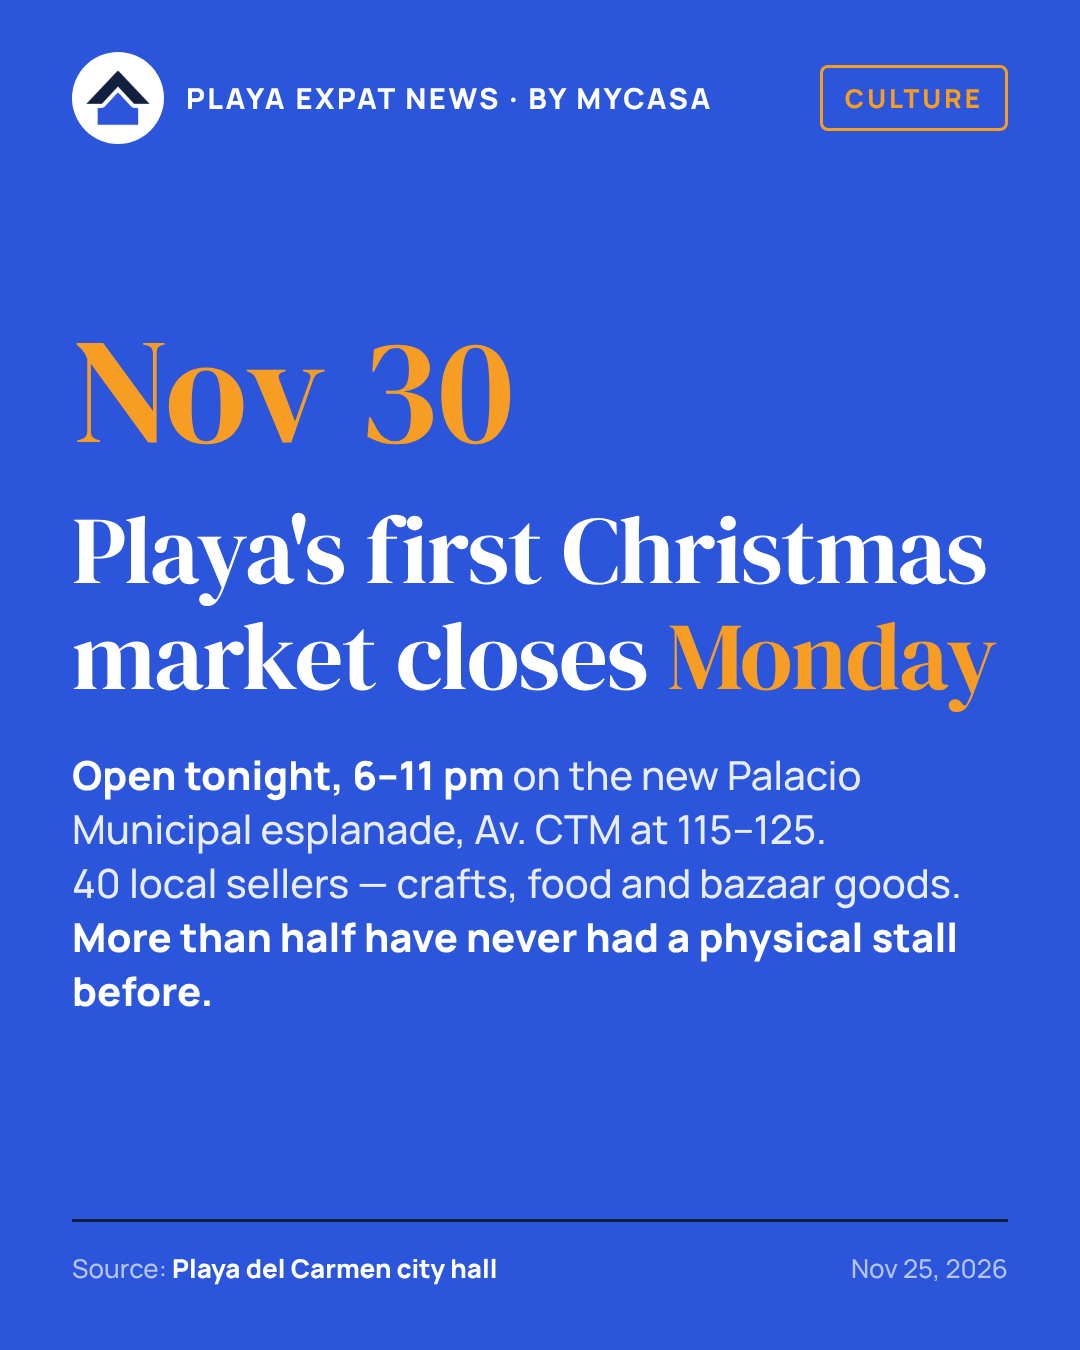 PLAYA EXPAT NEWS · BY MYCASA
CULTURE
Nov 30
Playa's first Christmas
market closes Monday
Open tonight, 6–11 pm on the new Palacio
Municipal esplanade, Av. CTM at 115–125.
40 local sellers — crafts, food and bazaar goods.
More than half have never had a physical stall
before.
Source: Playa del Carmen city hall
Nov 25, 2026